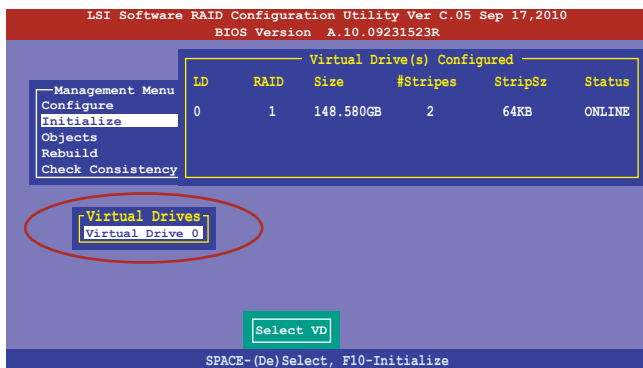 LSI Software RAID Configuration Utility Ver C.05 Sep 17,2010
BIOS Version A.10.09231523R
Virtual Drive(s) Configured
LD RAID Size #Stripes StripSz Status
0 1 148.580GB 2 64KB ONLINE
Management Menu
Configure
Initialize
Objects
Rebuild
Check Consistency
Virtual Drives
Virtual Drive 0
Select VD
SPACE-(De)Select, F10-Initialize